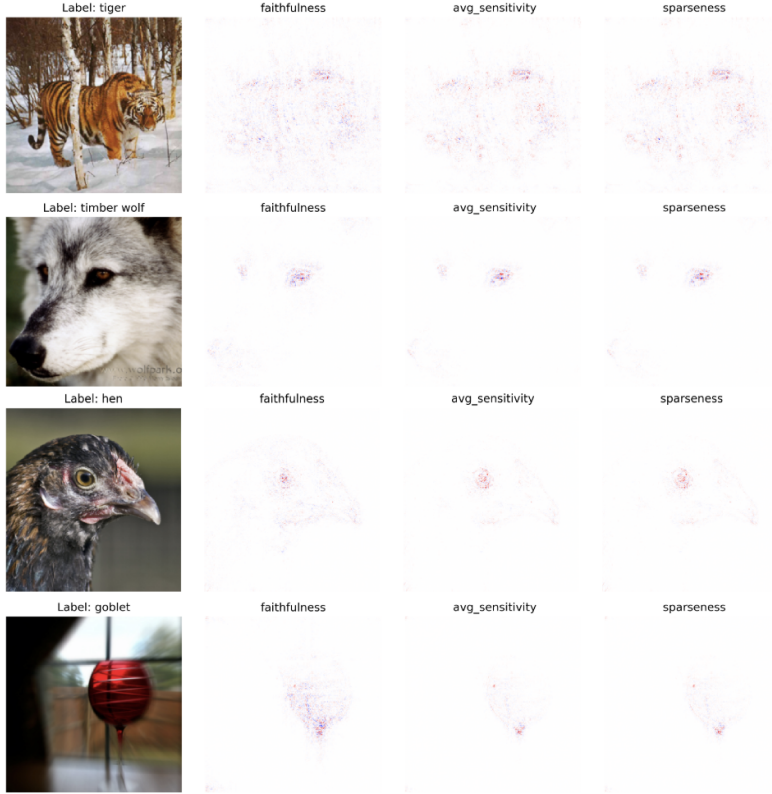 Label: tiger faithfulness avg_sensitivity sparseness
Label: timber wolf faithfulness avg_sensitivity sparseness
Label: hen faithfulness avg_sensitivity sparseness
Label: goblet faithfulness avg_sensitivity sparseness